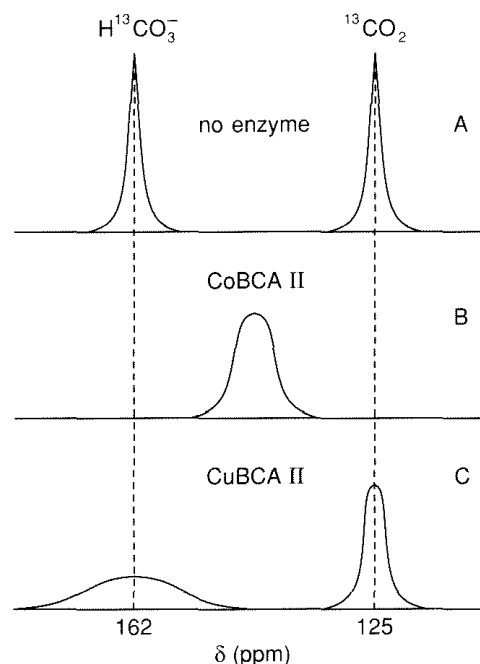 H¹³CO₃⁻ ¹³CO₂
no enzyme A
CoBCA II
B
CuBCA II C
162 125
δ (ppm)